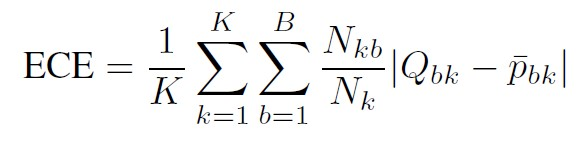 ECE = \frac{1}{K} \sum_{k=1}^{K} \sum_{b=1}^{B} \frac{N_{kb}}{N_k} |Q_{bk} - \bar{p}_{bk}|